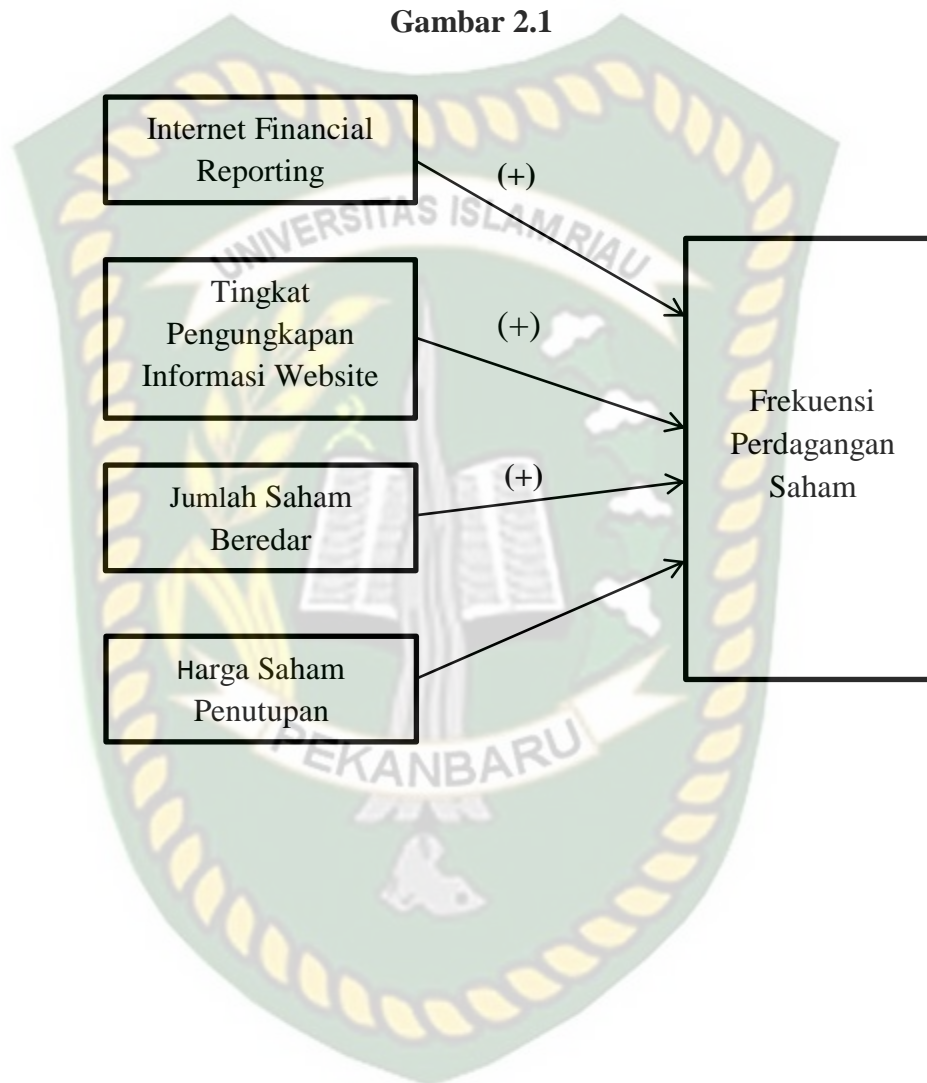 Gambar 2.1
Internet Financial
Reporting
(+)
UNIVERSITAS ISLAM RIAU
Tingkat
Pengungkapan
Informasi Website
(+)
Frekuensi
Perdagangan
Saham
Jumlah Saham
Beredar
(+)
Harga Saham
Penutupan
PEKANBARU